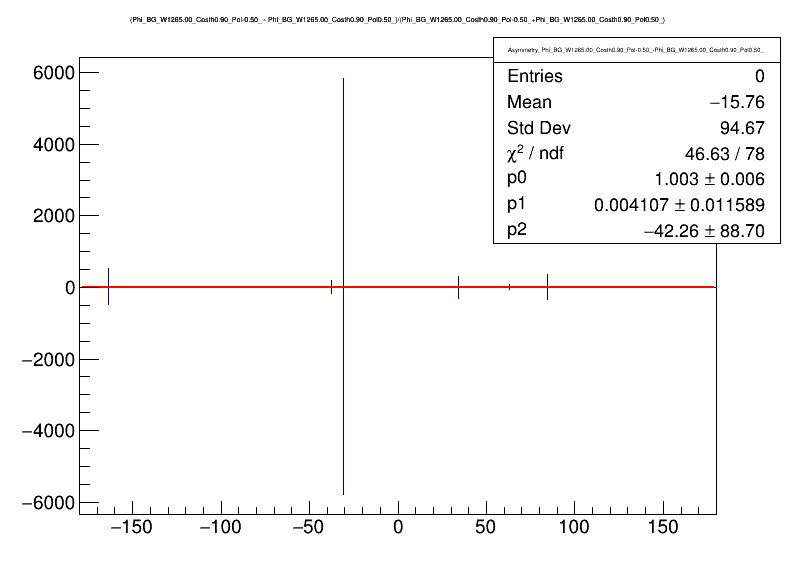 (Phi_BG_W1265.00_Costh0.90_Pol-0.50_ - Phi_BG_W1265.00_Costh0.90_Pol0.50_)/(Phi_BG_W1265.00_Costh0.90_Pol-0.50_+Phi_BG_W1265.00_Costh0.90_Pol0.50_)
Asymmetry_Phi_BG_W1265.00_Costh0.90_Pol-0.50_-Phi_BG_W1265.00_Costh0.90_Pol0.50_
Entries 0
Mean −15.76
Std Dev 94.67
χ² / ndf 46.63 / 78
p0 1.003 ± 0.006
p1 0.004107 ± 0.011589
p2 −42.26 ± 88.70
6000
4000
2000
0
−2000
−4000
−6000
−150 −100 −50 0 50 100 150